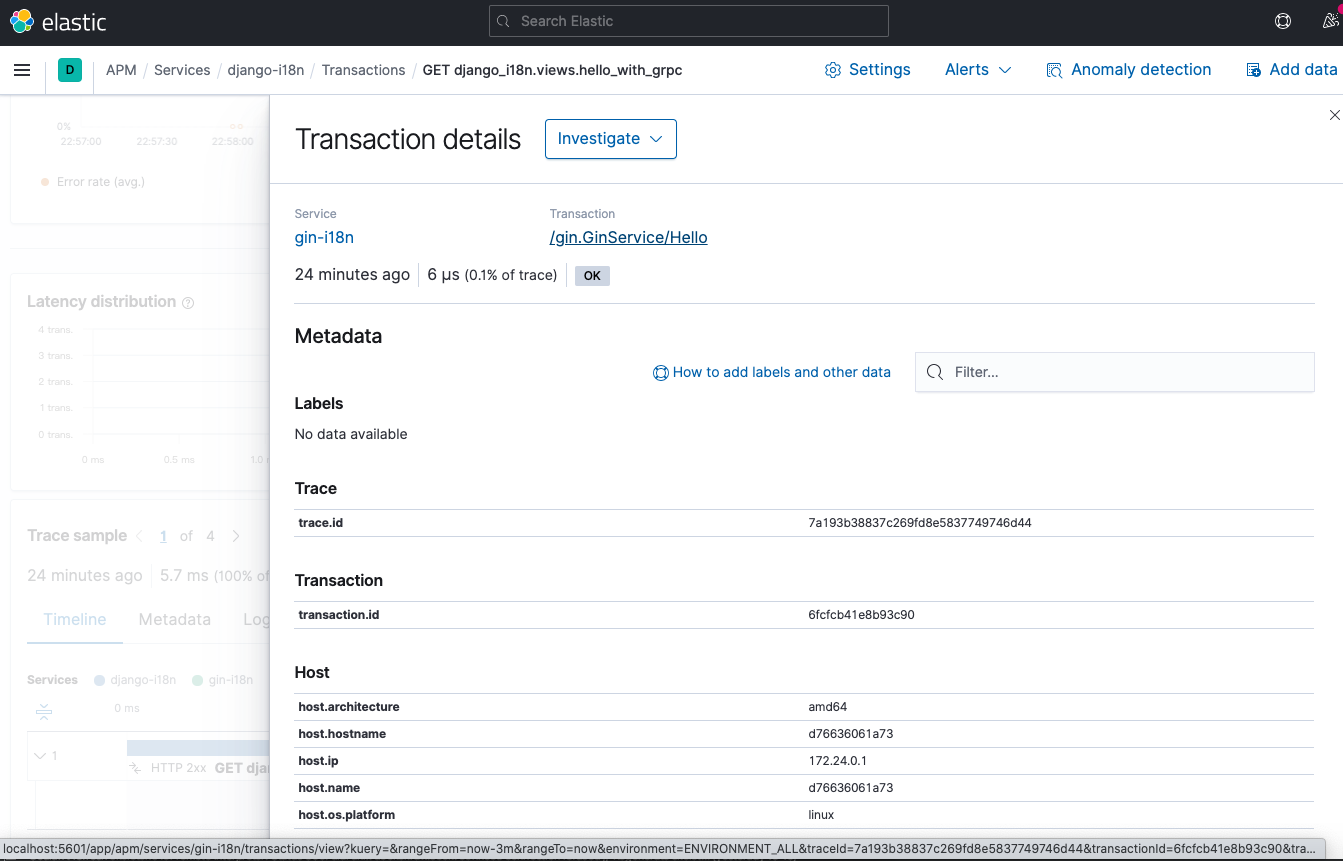 elastic
Search Elastic
D
APM / Services / django-i18n / Transactions / GET django_i18n.views.hello_with_grpc
Settings
Alerts
Anomaly detection
Add data
0%
22:57:00 22:57:30 22:58:00
Error rate (avg.)
Latency distribution
4 trans.
3 trans.
2 trans.
1 trans.
0 trans.
0 ms 0.5 ms 1.0
Trace sample 1 of 4
24 minutes ago 5.7 ms (100% of
Timeline Metadata Log
Services django-i18n gin-i18n
0 ms
1
HTTP 2xx GET djan
Transaction details
Investigate
Service Transaction
gin-i18n /gin.GinService/Hello
24 minutes ago 6 μs (0.1% of trace) OK
Metadata
How to add labels and other data
Filter...
Labels
No data available
Trace
trace.id 7a193b38837c269fd8e5837749746d44
Transaction
transaction.id 6fcfcb41e8b93c90
Host
host.architecture amd64
host.hostname d76636061a73
host.ip 172.24.0.1
host.name d76636061a73
host.os.platform linux
localhost:5601/app/apm/services/gin-i18n/transactions/view?kuery=&rangeFrom=now-3m&rangeTo=now&environment=ENVIRONMENT_ALL&traceId=7a193b38837c269fd8e5837749746d44&transactionId=6fcfcb41e8b93c90&tra...